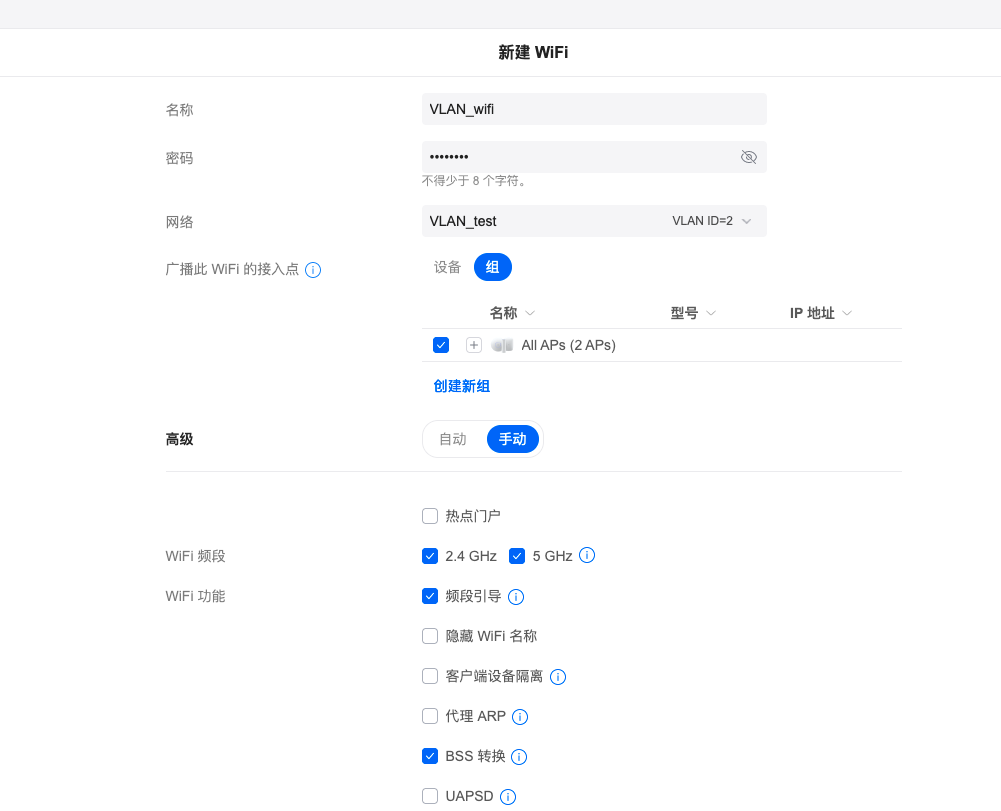 新建 WiFi
名称 VLAN_wifi
密码 ••••••••
不得少于 8 个字符。
网络 VLAN_test VLAN ID=2
广播此 WiFi 的接入点 设备 组
名称 型号 IP 地址
All APs (2 APs)
创建新组
高级 自动 手动
热点门户
WiFi 频段 2.4 GHz 5 GHz
WiFi 功能 频段引导
隐藏 WiFi 名称
客户端设备隔离
代理 ARP
BSS 转换
UAPSD